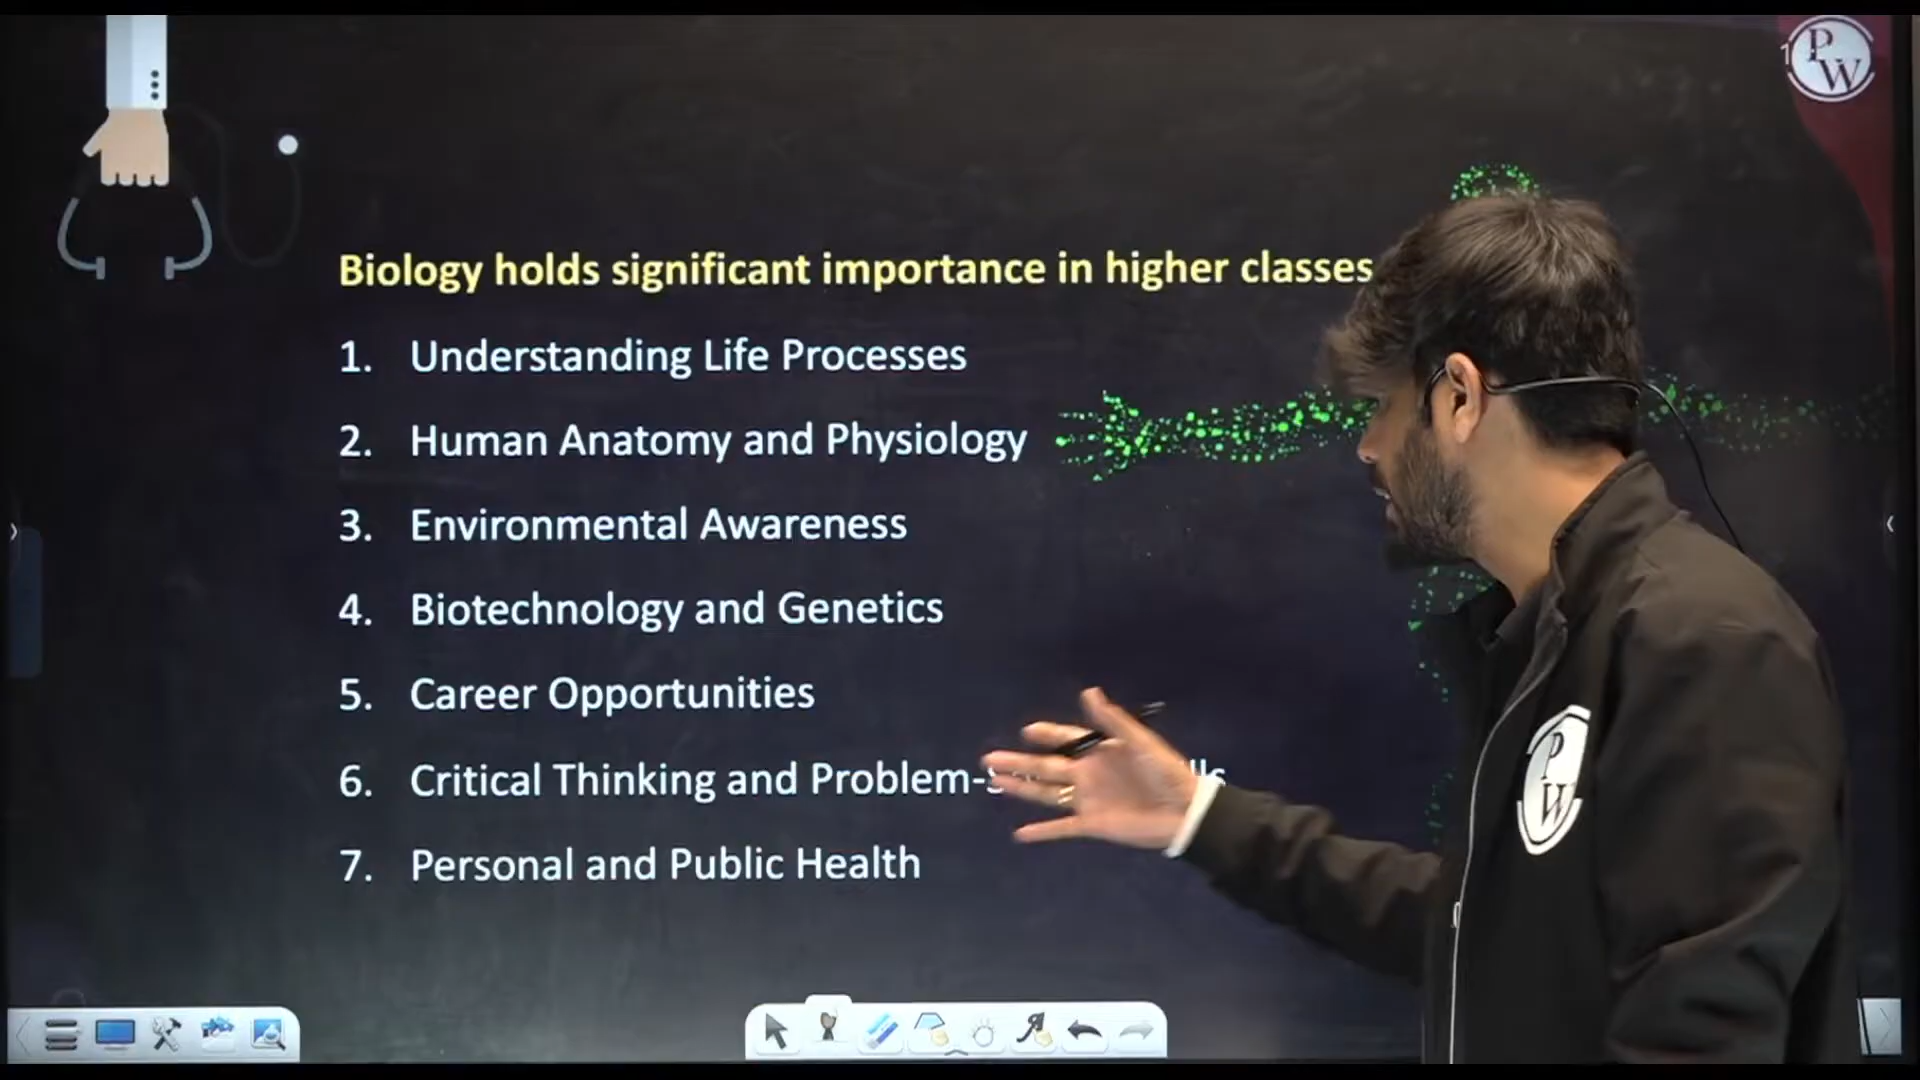 P
W
Biology holds significant importance in higher classes
1. Understanding Life Processes
2. Human Anatomy and Physiology
3. Environmental Awareness
4. Biotechnology and Genetics
5. Career Opportunities
6. Critical Thinking and
7. Personal and Public Health
P
W